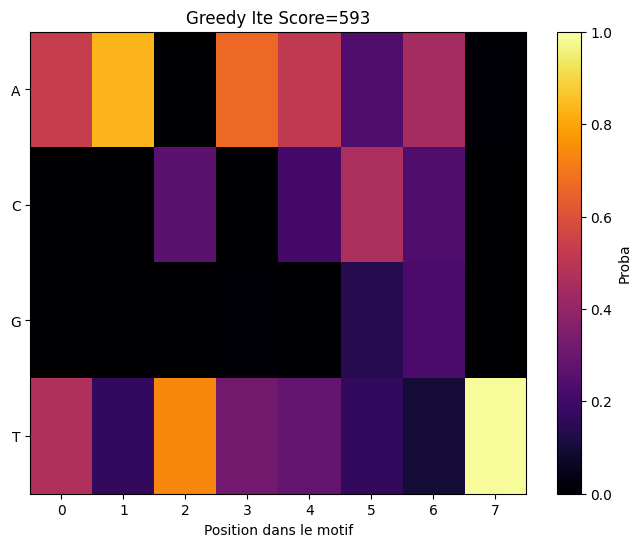 Greedy Ite Score=593
A
C
G
T
0 1 2 3 4 5 6 7
Position dans le motif
1.0
0.8
0.6
0.4
0.2
0.0
Proba